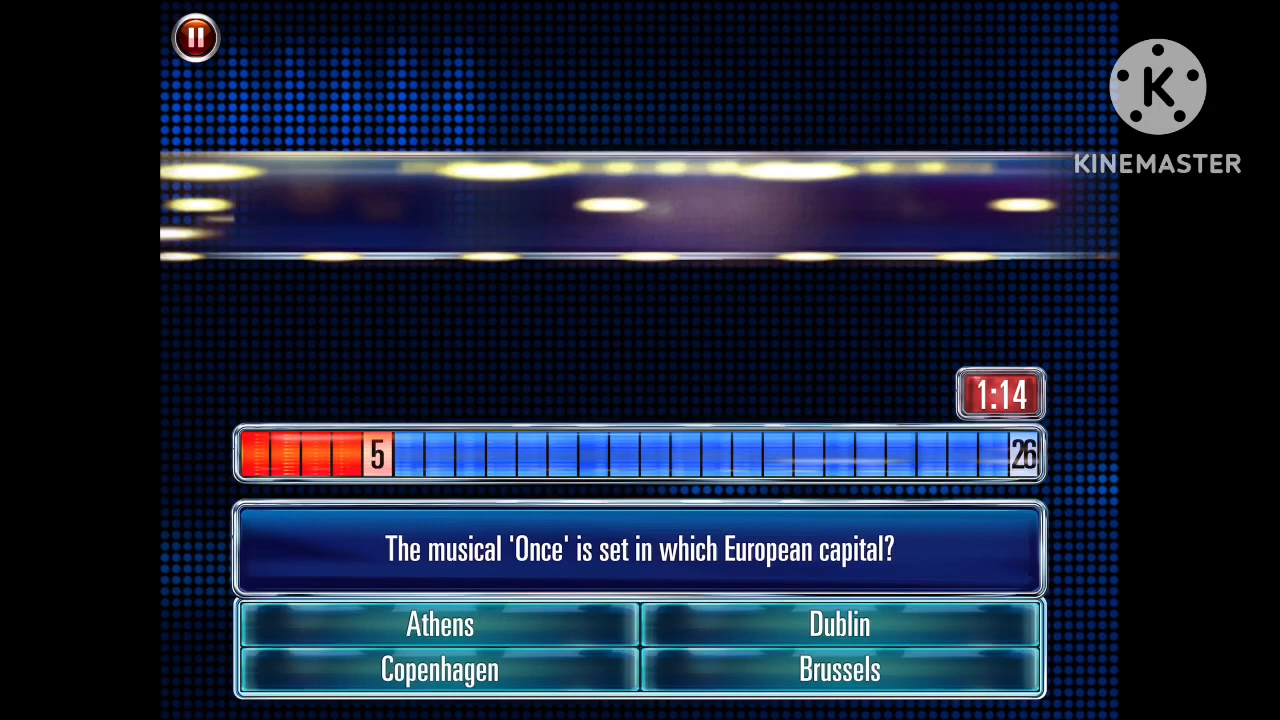 K
KINEMASTER
1:14
5
26
The musical 'Once' is set in which European capital?
Athens
Dublin
Copenhagen
Brussels